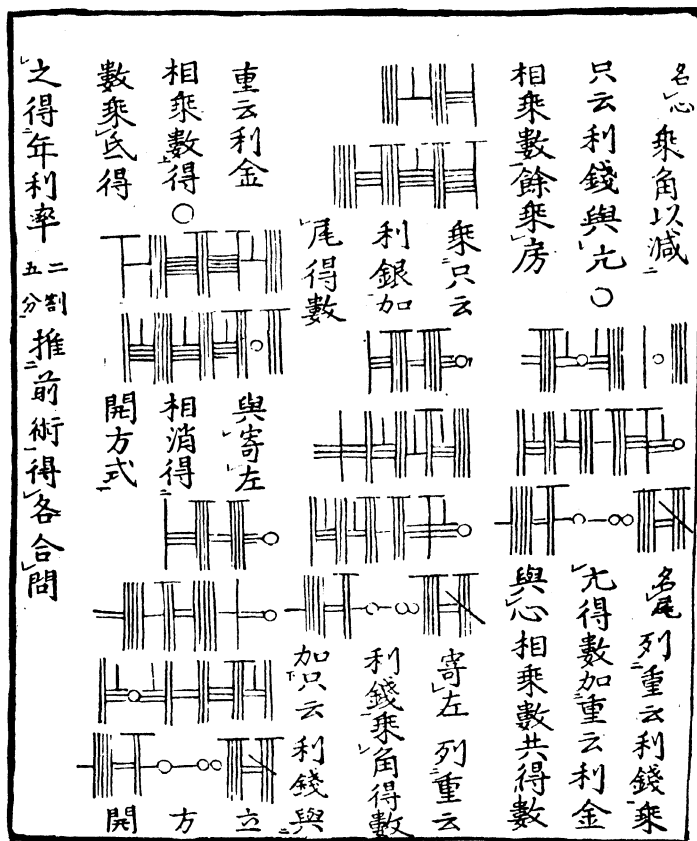 名心 乘角以減
只云利錢與亢〇
相乘數餘乘房
名尾 列重云利錢乘
亢得數加重云利金
與心相乘數共得數
乘只云
利銀加
尾得數
寄左 列重云
利錢乘角得數
加只云利錢與
重云利金
相乘數得〇
數乘氐得
與寄左
相消得
開方式
立
方
開
之得年利率二割五分推前術得各合問